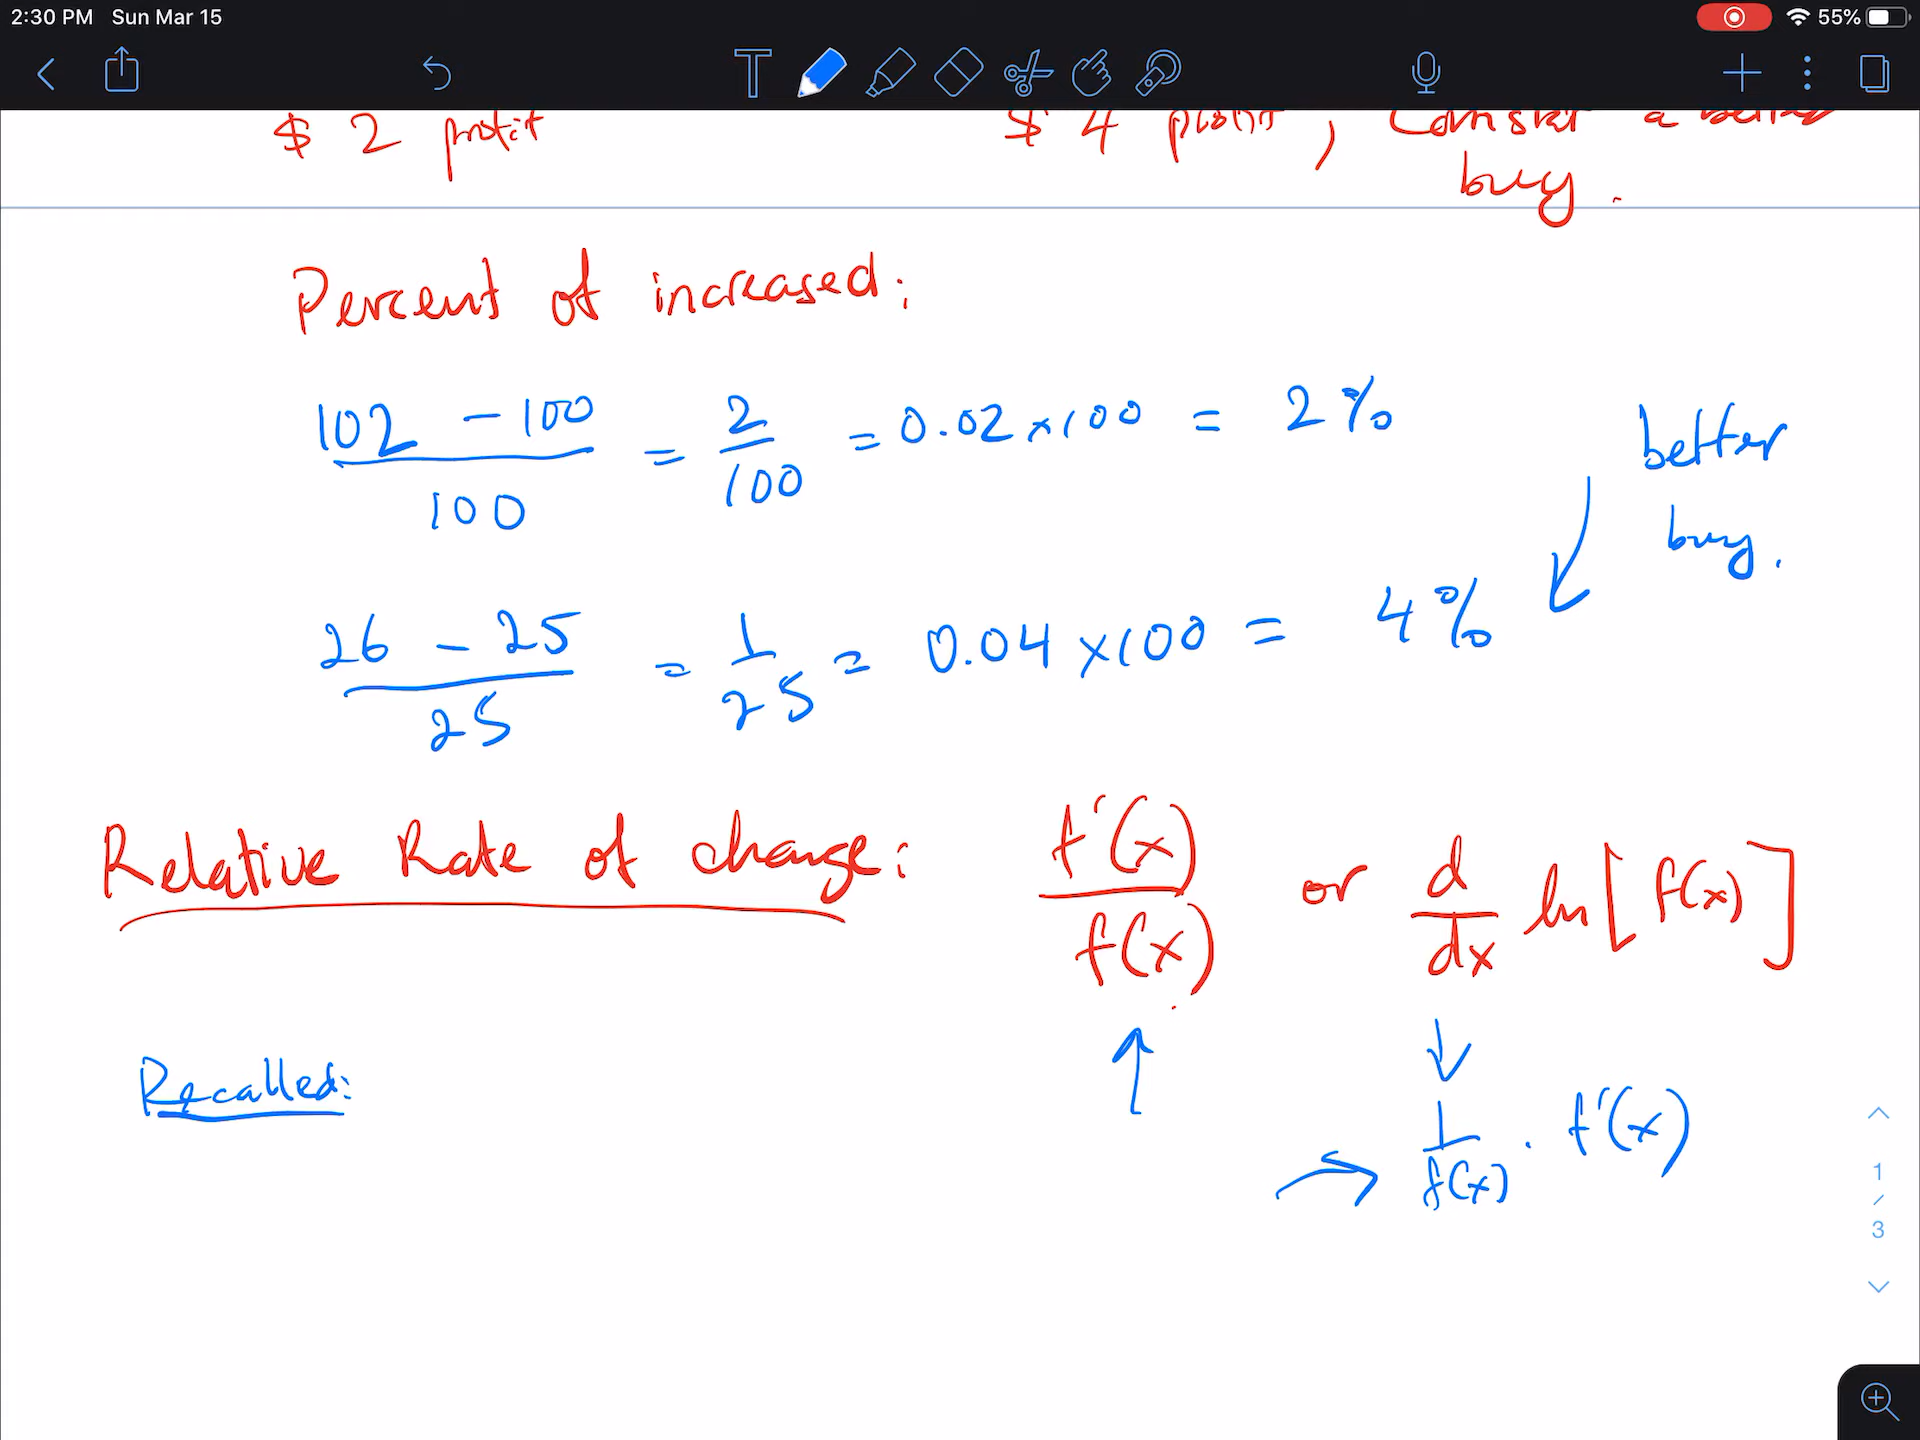 2:30 PM Sun Mar 15 55%
T
$ 2 profit $ 4 profit, consider a better
buy.
Percent of increased:
102 - 100 / 100 = 2/100 = 0.02 x 100 = 2 %
better
buy.
26 - 25 / 25 = 1/25 = 0.04 x 100 = 4 %
Relative Rate of change: f'(x) / f(x) or d/dx ln [ f(x) ]
Recalled:
1/f(x) · f'(x)
1
/
3